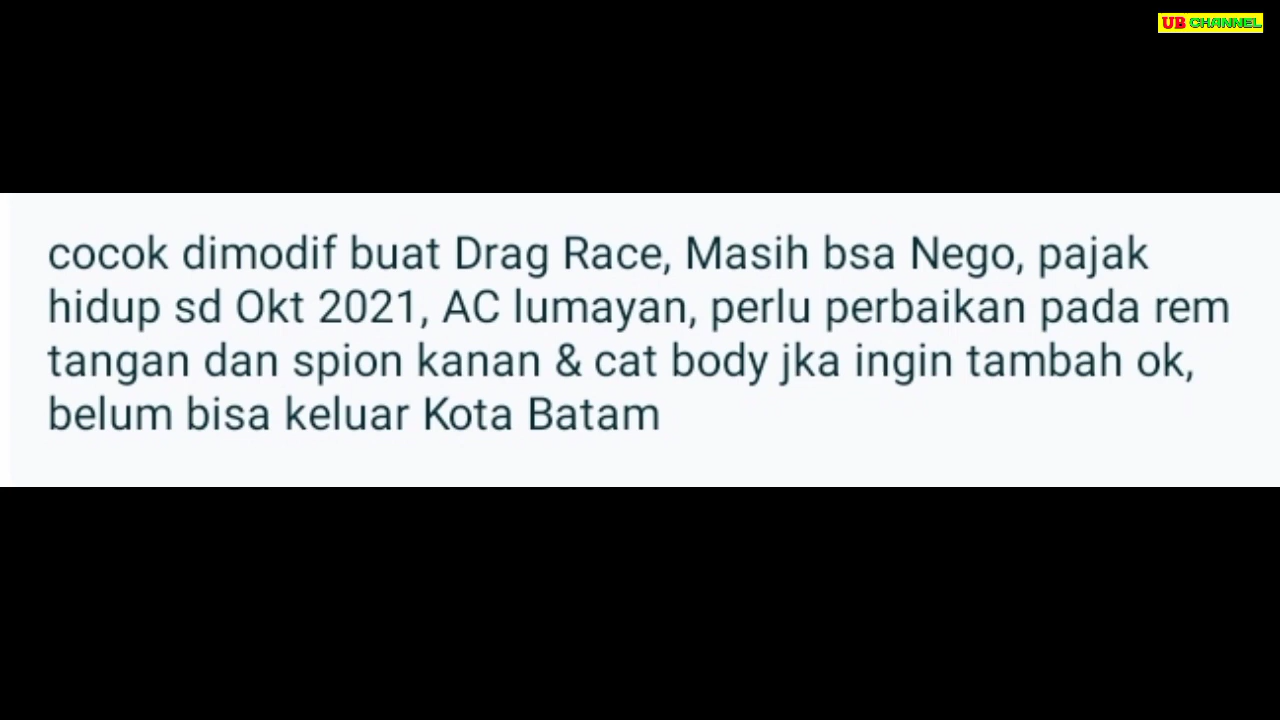 UB CHANNEL
cocok dimodif buat Drag Race, Masih bsa Nego, pajak
hidup sd Okt 2021, AC lumayan, perlu perbaikan pada rem
tangan dan spion kanan & cat body jka ingin tambah ok,
belum bisa keluar Kota Batam